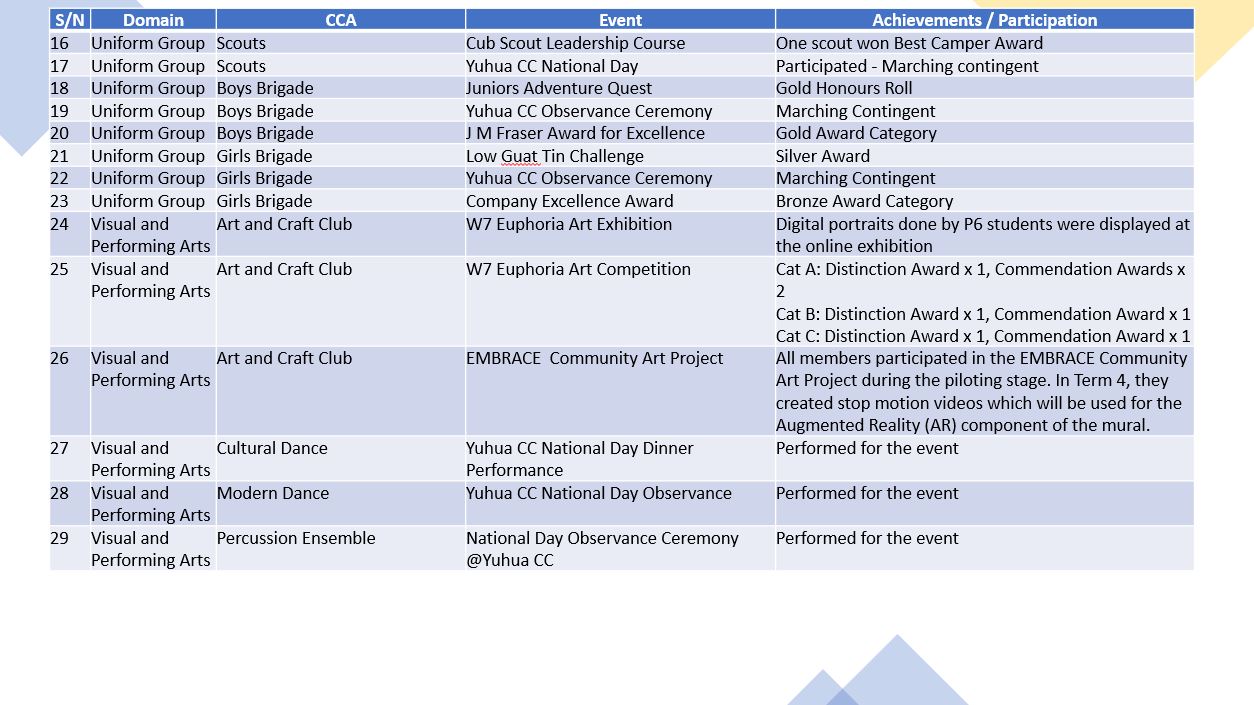 S/N Domain CCA Event Achievements / Participation
16 Uniform Group Scouts Cub Scout Leadership Course One scout won Best Camper Award
17 Uniform Group Scouts Yuhua CC National Day Participated - Marching contingent
18 Uniform Group Boys Brigade Juniors Adventure Quest Gold Honours Roll
19 Uniform Group Boys Brigade Yuhua CC Observance Ceremony Marching Contingent
20 Uniform Group Boys Brigade J M Fraser Award for Excellence Gold Award Category
21 Uniform Group Girls Brigade Low Guat Tin Challenge Silver Award
22 Uniform Group Girls Brigade Yuhua CC Observance Ceremony Marching Contingent
23 Uniform Group Girls Brigade Company Excellence Award Bronze Award Category
24 Visual and Art and Craft Club W7 Euphoria Art Exhibition Digital portraits done by P6 students were displayed at
Performing Arts the online exhibition
25 Visual and Art and Craft Club W7 Euphoria Art Competition Cat A: Distinction Award x 1, Commendation Awards x
Performing Arts 2
Cat B: Distinction Award x 1, Commendation Award x 1
Cat C: Distinction Award x 1, Commendation Award x 1
26 Visual and Art and Craft Club EMBRACE  Community Art Project All members participated in the EMBRACE Community
Performing Arts Art Project during the piloting stage. In Term 4, they
created stop motion videos which will be used for the
Augmented Reality (AR) component of the mural.
27 Visual and Cultural Dance Yuhua CC National Day Dinner Performed for the event
Performing Arts Performance
28 Visual and Modern Dance Yuhua CC National Day Observance Performed for the event
Performing Arts
29 Visual and Percussion Ensemble National Day Observance Ceremony Performed for the event
Performing Arts @Yuhua CC